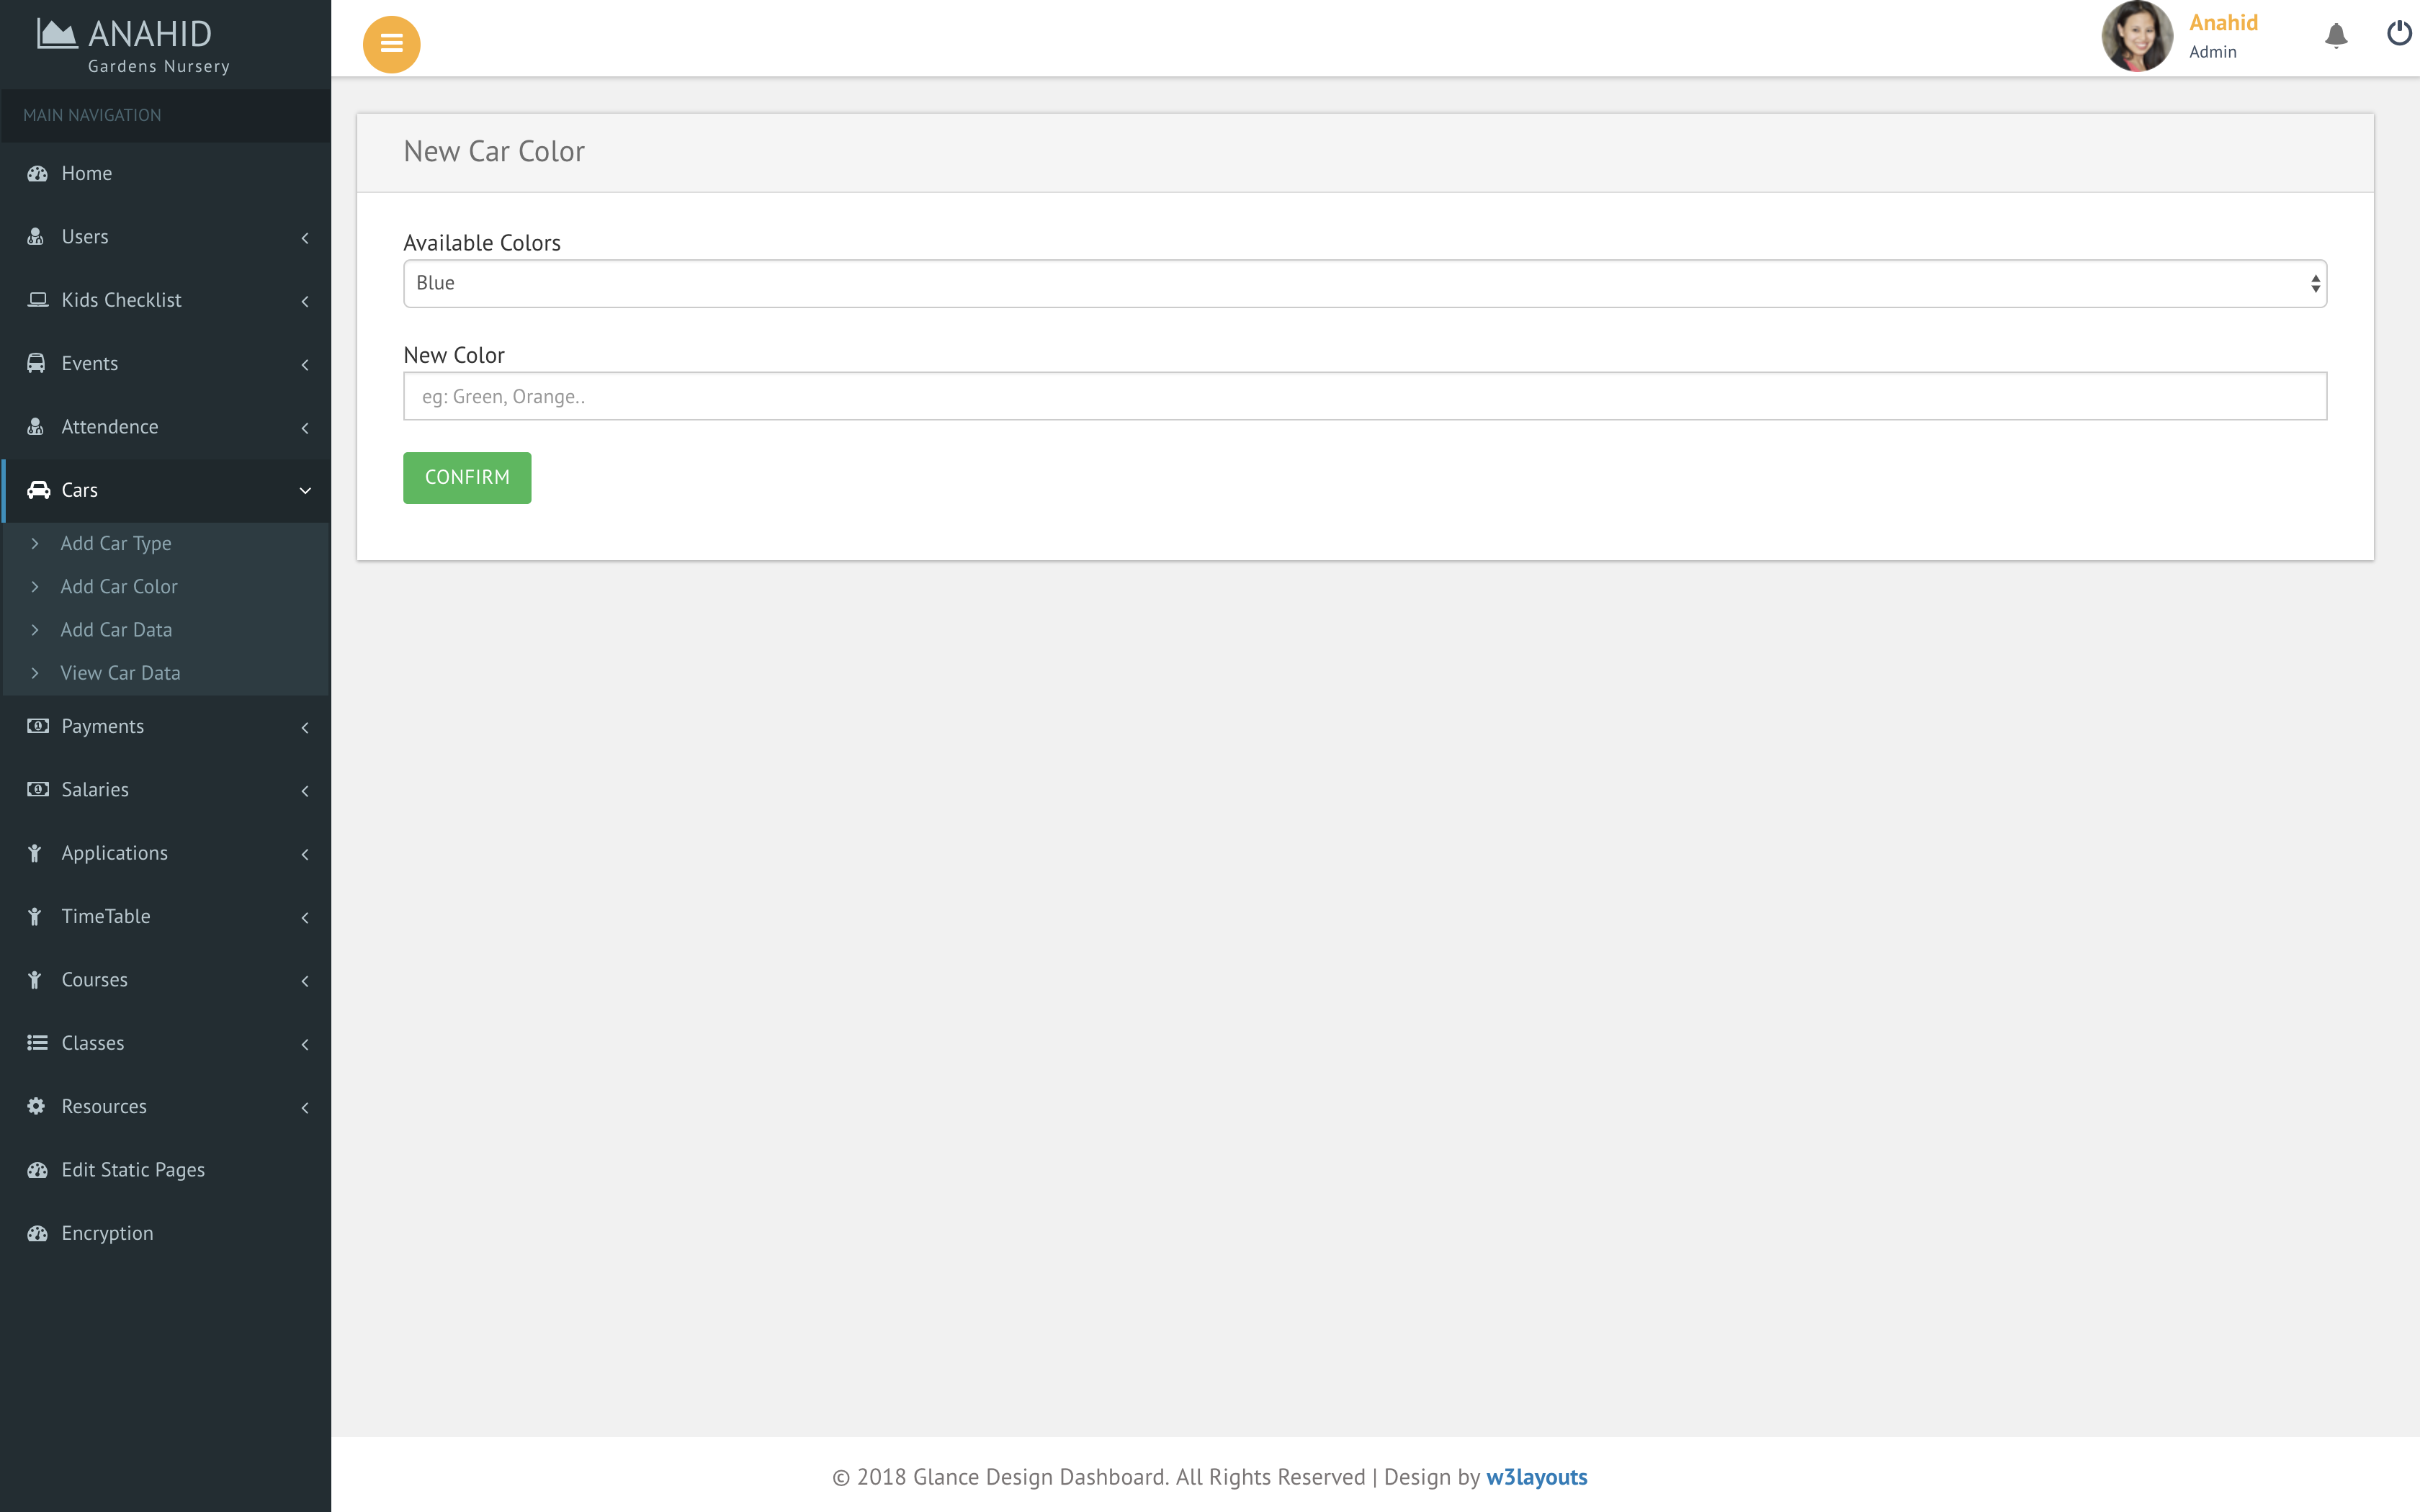 ANAHID
Gardens Nursery
MAIN NAVIGATION
Home
Users
Kids Checklist
Events
Attendence
Cars
Add Car Type
Add Car Color
Add Car Data
View Car Data
Payments
Salaries
Applications
TimeTable
Courses
Classes
Resources
Edit Static Pages
Encryption
Anahid
Admin
New Car Color
Available Colors
Blue
New Color
eg: Green, Orange..
CONFIRM
© 2018 Glance Design Dashboard. All Rights Reserved | Design by w3layouts